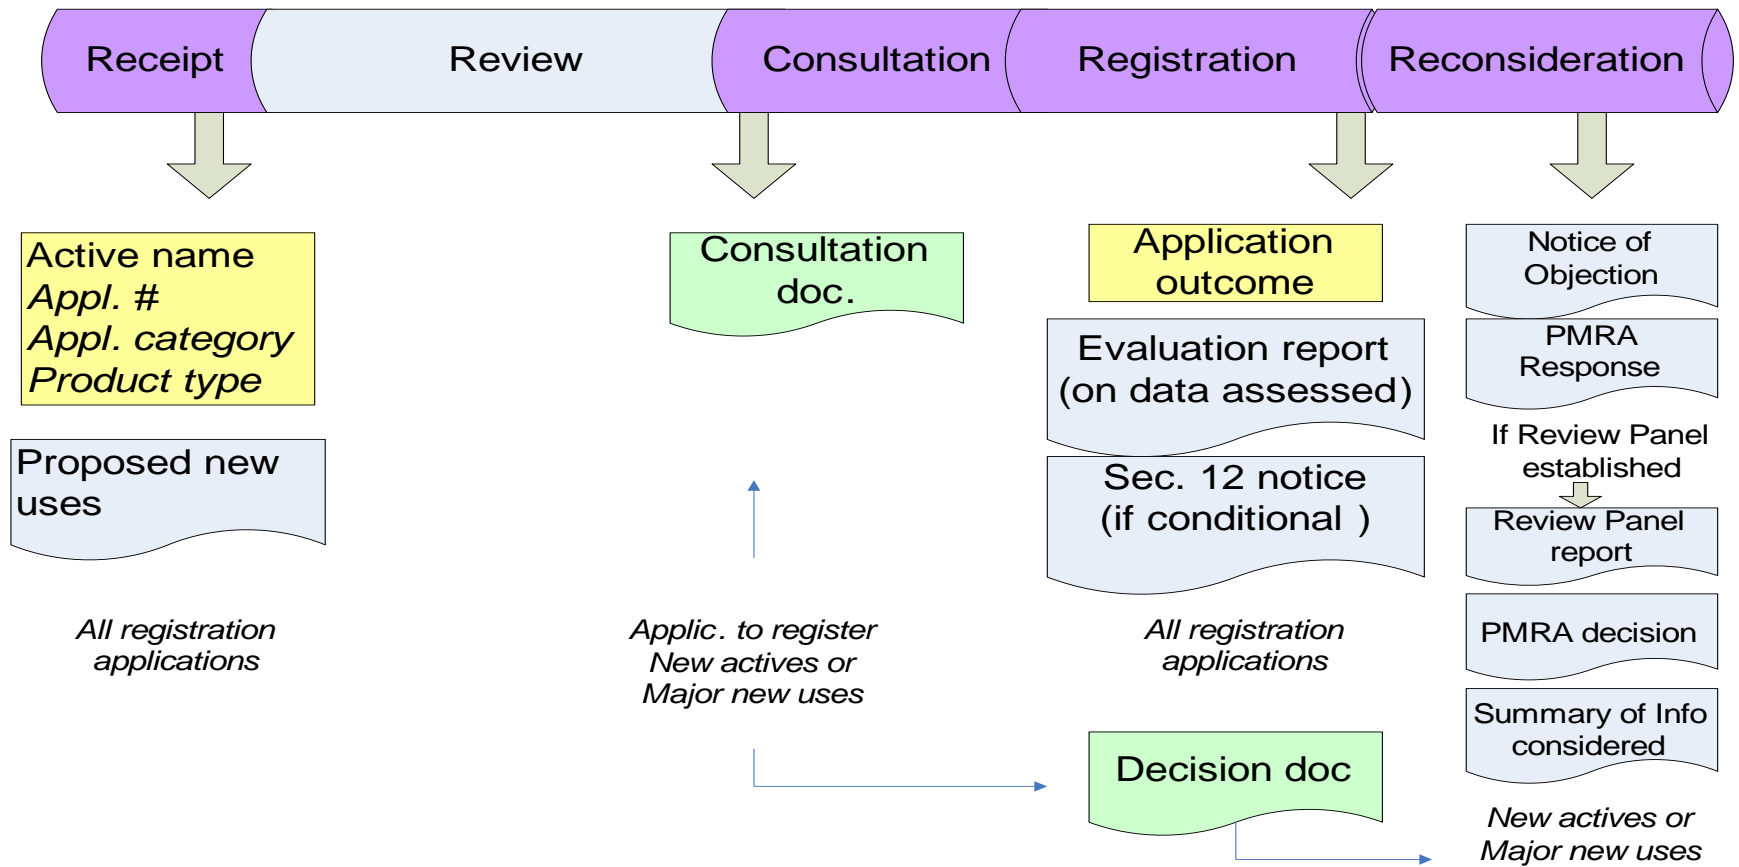 Receipt
Review
Consultation
Registration
Reconsideration
Active name
Appl. #
Appl. category
Product type
Proposed new
uses
All registration
applications
Consultation
doc.
Applic. to register
New actives or
Major new uses
Application
outcome
Evaluation report
(on data assessed)
Sec. 12 notice
(if conditional )
All registration
applications
Decision doc
Notice of
Objection
PMRA
Response
If Review Panel
established
Review Panel
report
PMRA decision
Summary of Info
considered
New actives or
Major new uses